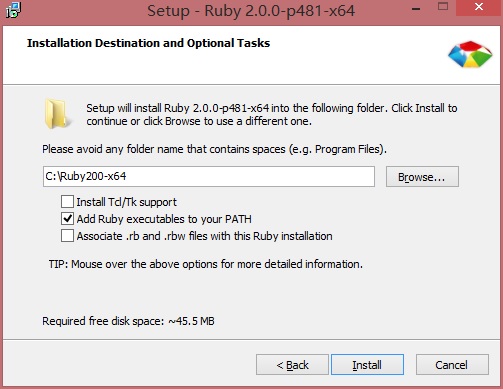 Setup - Ruby 2.0.0-p481-x64
Installation Destination and Optional Tasks
Setup will install Ruby 2.0.0-p481-x64 into the following folder. Click Install to
continue or click Browse to use a different one.
Please avoid any folder name that contains spaces (e.g. Program Files).
C:\Ruby200-x64
Browse...
Install Tcl/Tk support
Add Ruby executables to your PATH
Associate .rb and .rbw files with this Ruby installation
TIP: Mouse over the above options for more detailed information.
Required free disk space: ~45.5 MB
< Back
Install
Cancel